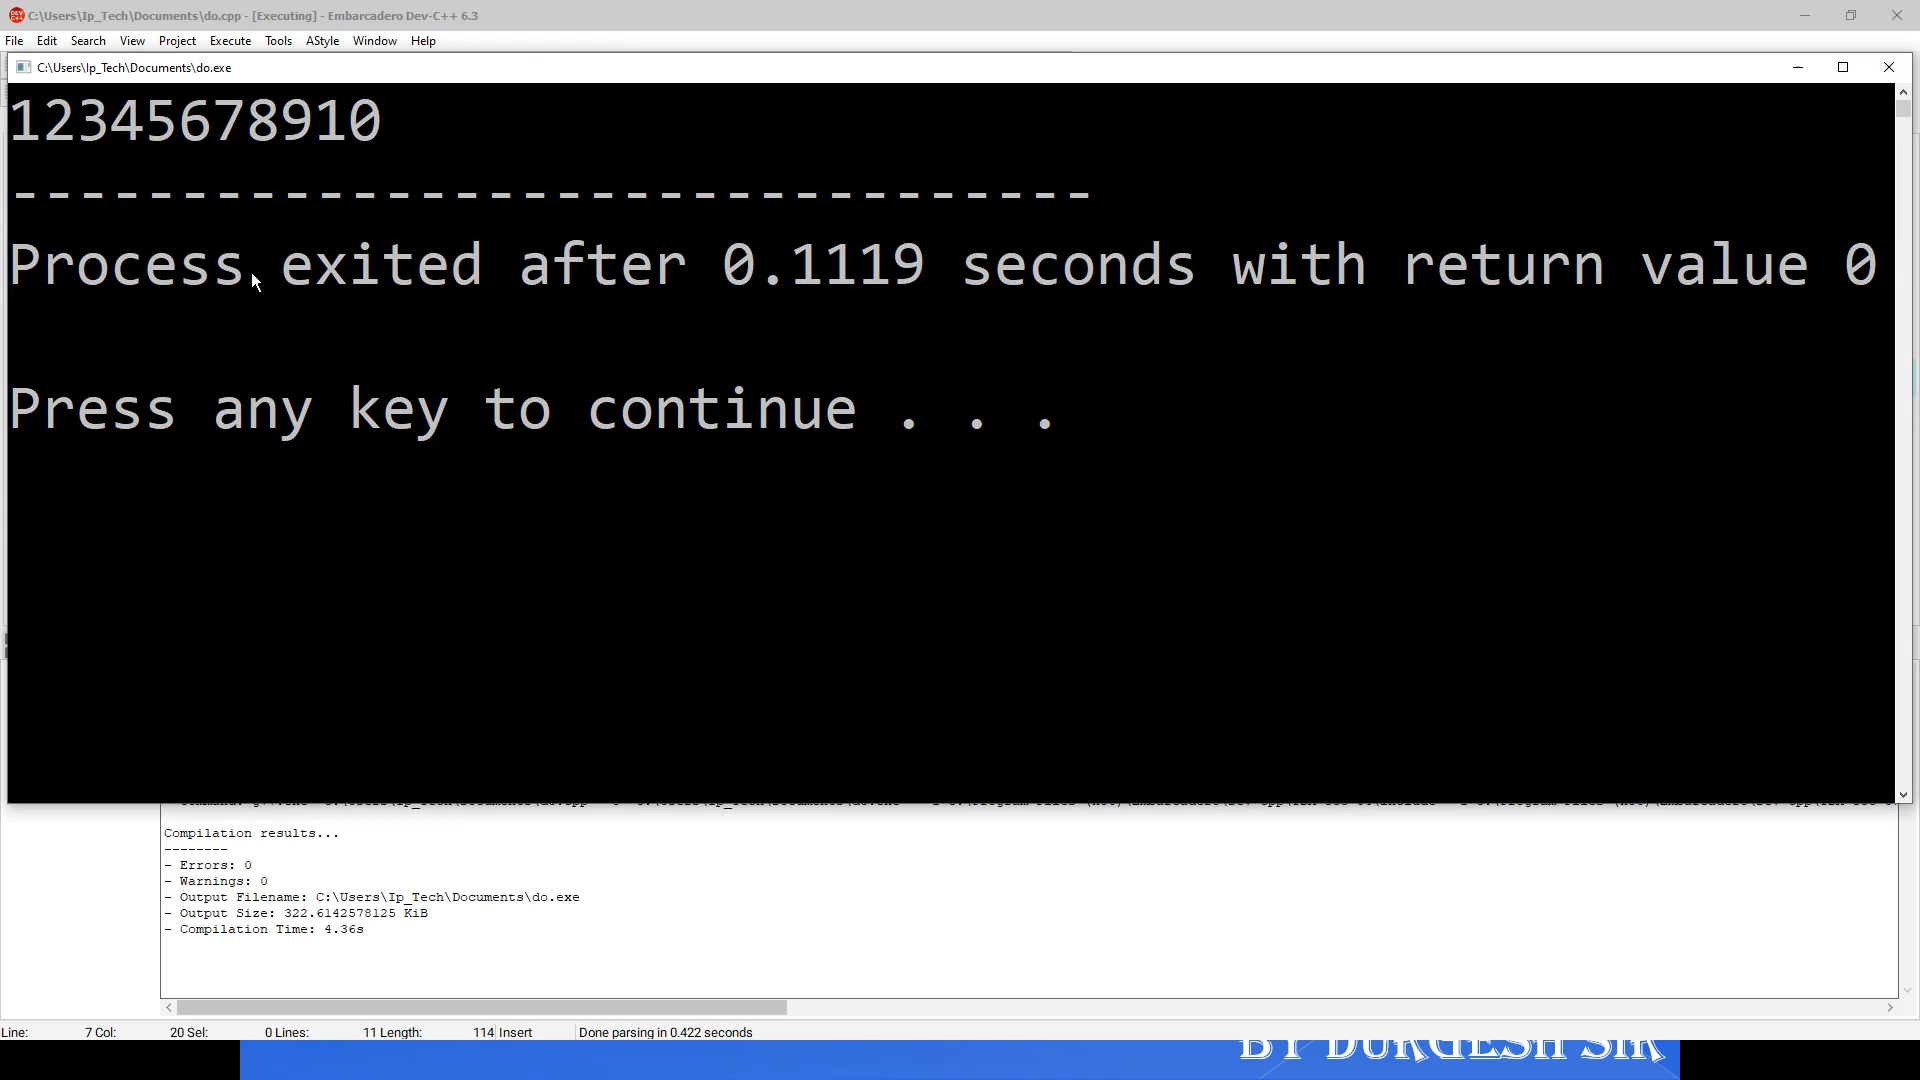 C:\Users\Ip_Tech\Documents\do.cpp - [Executing] - Embarcadero Dev-C++ 6.3
File Edit Search View Project Execute Tools AStyle Window Help
C:\Users\Ip_Tech\Documents\do.exe
12345678910
--------------------------------
Process exited after 0.1119 seconds with return value 0
Press any key to continue . . .
Compilation results...
--------
- Errors: 0
- Warnings: 0
- Output Filename: C:\Users\Ip_Tech\Documents\do.exe
- Output Size: 322.6142578125 KiB
- Compilation Time: 4.36s
Line: 7 Col: 20 Sel: 0 Lines: 11 Length: 114 Insert Done parsing in 0.422 seconds
BY DURGESH SIR